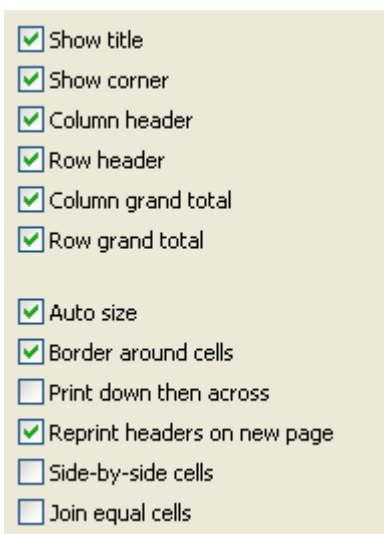 Show title
Show corner
Column header
Row header
Column grand total
Row grand total
Auto size
Border around cells
Print down then across
Reprint headers on new page
Side-by-side cells
Join equal cells